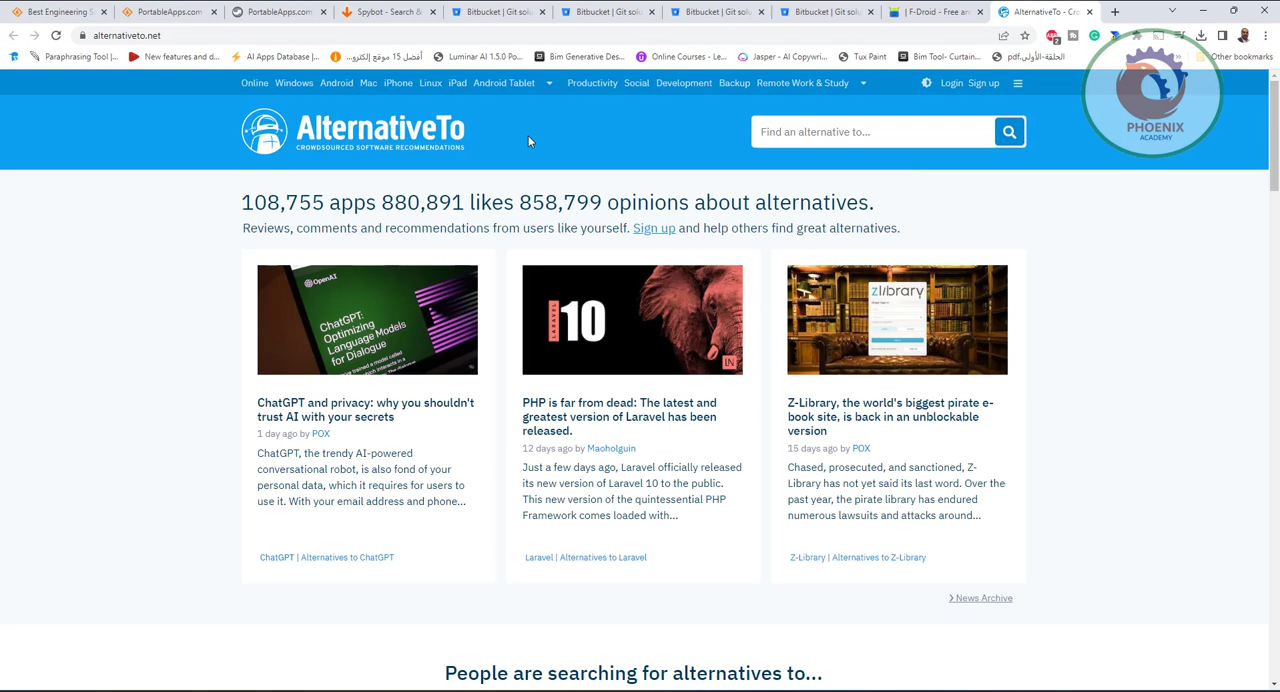 Best Engineering S
PortableApps.com
PortableApps.com
Spybot - Search &
Bitbucket | Git solu
Bitbucket | Git solu
Bitbucket | Git solu
Bitbucket | Git solu
| F-Droid - Free an
AlternativeTo - Cro
alternativeto.net
Paraphrasing Tool |...
New features and d...
AI Apps Database |...
أفضل 15 موقع إلكترو...
Luminar AI 1.5.0 Po...
Bim Generative Des...
Online Courses - Le...
Jasper - AI Copywri...
Tux Paint
Bim Tool- Curtain...
الحلقة-الأولى.pdf
Other bookmarks
Online Windows Android Mac iPhone Linux iPad Android Tablet
Productivity Social Development Backup Remote Work & Study
Login Sign up
PHOENIX
ACADEMY
AlternativeTo
CROWDSOURCED SOFTWARE RECOMMENDATIONS
Find an alternative to...
108,755 apps 880,891 likes 858,799 opinions about alternatives.
Reviews, comments and recommendations from users like yourself. Sign up and help others find great alternatives.
OpenAI
ChatGPT:
Optimizing
Language Models
for Dialogue
ChatGPT and privacy: why you shouldn't
trust AI with your secrets
1 day ago by POX
ChatGPT, the trendy AI-powered
conversational robot, is also fond of your
personal data, which it requires for users to
use it. With your email address and phone...
ChatGPT | Alternatives to ChatGPT
LARAVEL
10
LN
PHP is far from dead: The latest and
greatest version of Laravel has been
released.
12 days ago by Maoholguin
Just a few days ago, Laravel officially released
its new version of Laravel 10 to the public.
This new version of the quintessential PHP
Framework comes loaded with...
Laravel | Alternatives to Laravel
zlibrary
Z-Library, the world's biggest pirate e-
book site, is back in an unblockable
version
15 days ago by POX
Chased, prosecuted, and sanctioned, Z-
Library has not yet said its last word. Over the
past year, the pirate library has endured
numerous lawsuits and attacks around...
Z-Library | Alternatives to Z-Library
News Archive
People are searching for alternatives to...